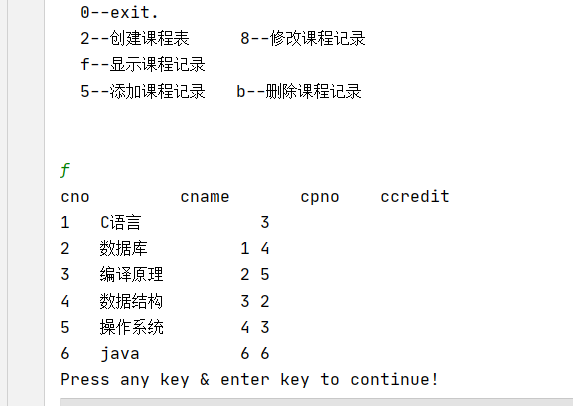 0--exit.
2--创建课程表 8--修改课程记录
f--显示课程记录
5--添加课程记录 b--删除课程记录
f
cno cname cpno ccredit
1 C语言 3
2 数据库 1 4
3 编译原理 2 5
4 数据结构 3 2
5 操作系统 4 3
6 java 6 6
Press any key & enter key to continue!